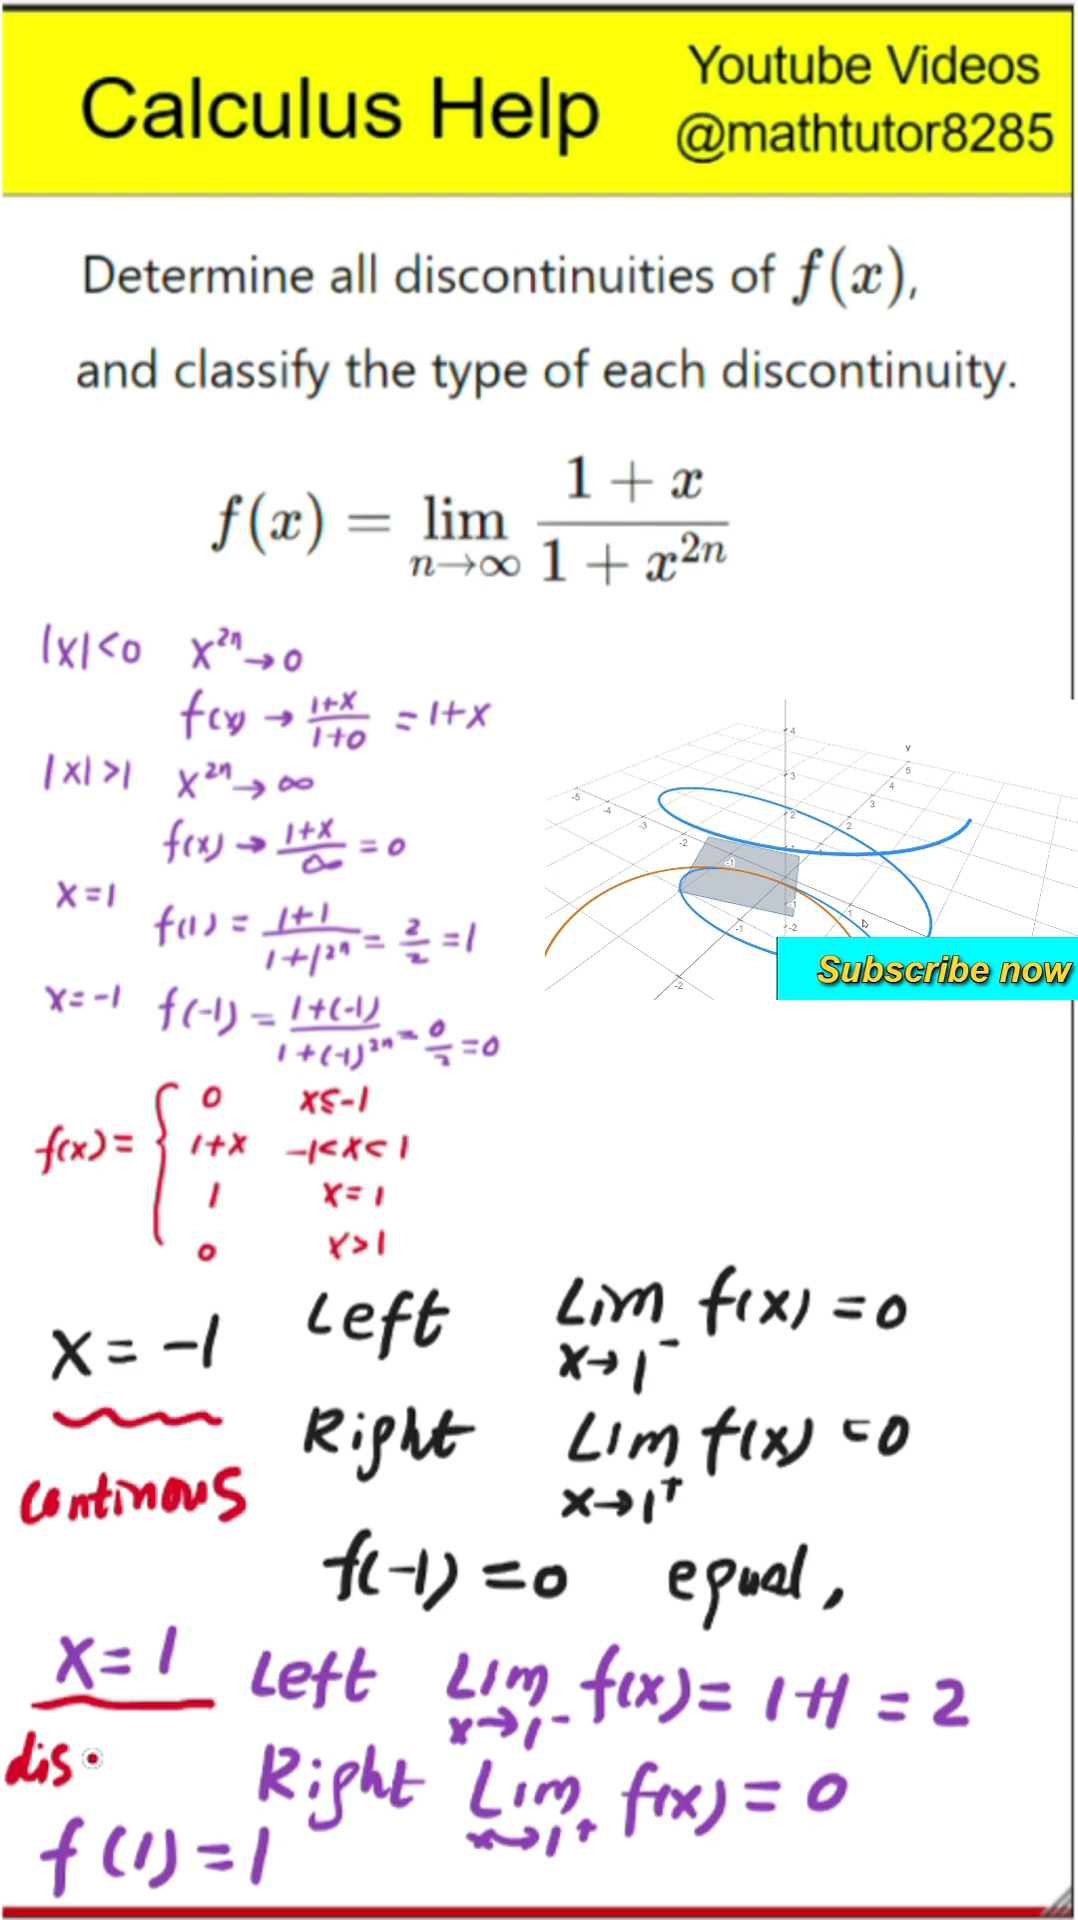 Calculus Help
Youtube Videos
@mathtutor8285
Determine all discontinuities of f(x),
and classify the type of each discontinuity.
f(x) = lim n→∞ (1 + x)/(1 + x^{2n})
|x|<0 x^{2n}→0
f(x) → (1+x)/(1+0) = 1+x
|x|>1 x^{2n}→∞
f(x) → (1+x)/∞ = 0
x=1 f(1) = (1+1)/(1+1^{2n}) = 2/2 = 1
x=-1 f(-1) = (1+(-1))/(1+(-1)^{2n}) = 0/2 = 0
Subscribe now
f(x) = { 0 x≤-1
1+x -1<x<1
1 x=1
0 x>1
x = -1 Left Lim x→1^- f(x) = 0
Right Lim x→1^+ f(x) = 0
continous
f(-1) = 0 equal,
x=1 Left Lim x→1^- f(x) = 1+1 = 2
dis
Right Lim x→1^+ f(x) = 0
f(1) = 1